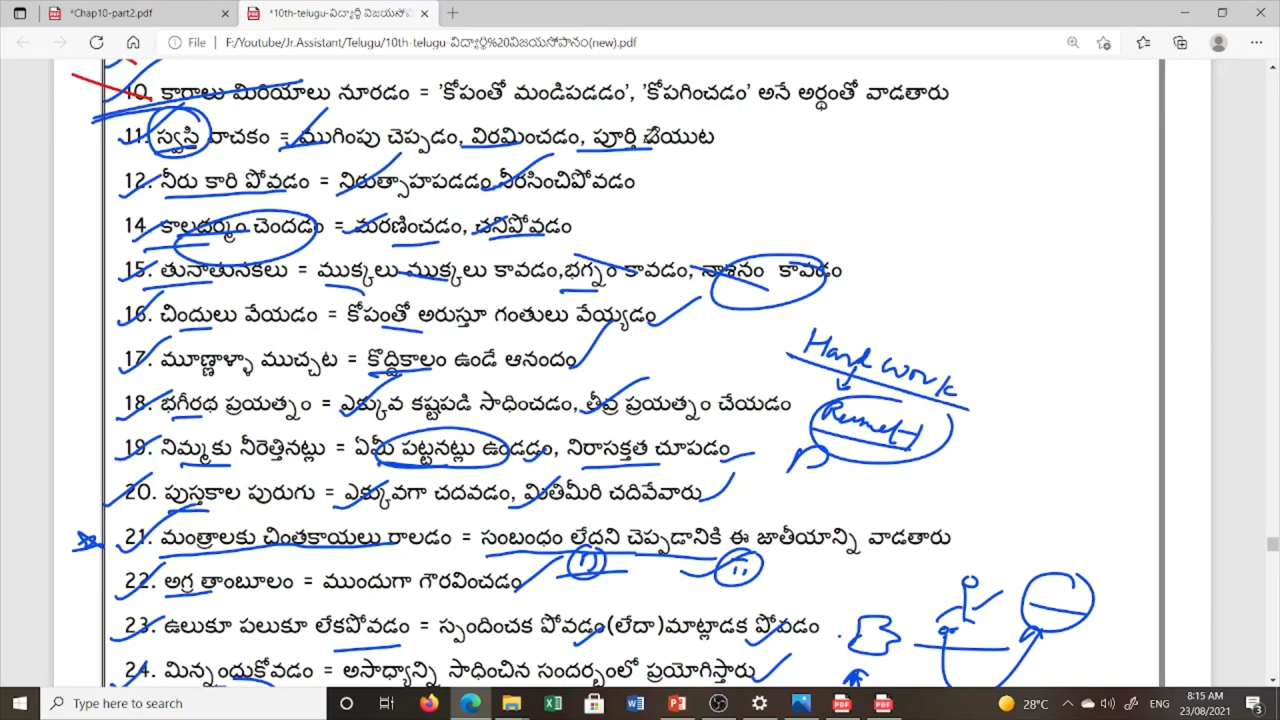 *Chap10-part2.pdf
*10th-telugu-విద్యార్థి విజయసోపాన
File F:/Youtube/Jr.Assistant/Telugu/10th-telugu-విద్యార్థి%20విజయసోపానం(new).pdf
10. కారాలు మిరియాలు నూరడం = 'కోపంతో మండిపడడం', 'కోపగించడం' అనే అర్థంతో వాడతారు
11. స్వస్తి వాచకం = ముగింపు చెప్పడం, విరమించడం, పూర్తి చేయుట
12. నీరు కారి పోవడం = నిరుత్సాహపడడం, నీరసించిపోవడం
14. కాలదర్మం చెందడం = మరణించడం, చనిపోవడం
15. తునాతునకలు = ముక్కలు ముక్కలు కావడం,భగ్నం కావడం, నాశనం కావడం
16. చిందులు వేయడం = కోపంతో అరుస్తూ గంతులు వేయ్యడం
17. మూణ్ణాళ్ళా ముచ్చట = కొద్దికాలం ఉండే ఆనందం
Hard work
18. భగీరథ ప్రయత్నం = ఎక్కువ కష్టపడి సాధించడం, తీవ్ర ప్రయత్నం చేయడం
19. నిమ్మకు నీరెత్తినట్లు = ఏమీ పట్టనట్లు ఉండడం, నిరాసక్తత చూపడం
20. పుస్తకాల పురుగు = ఎక్కువగా చదవడం, మితిమీరి చదివేవారు
21. మంత్రాలకు చింతకాయలు రాలడం = సంబంధం లేదని చెప్పడానికి ఈ జాతీయాన్ని వాడతారు
22. అగ్ర తాంబూలం = ముందుగా గౌరవించడం
23. ఉలుకూ పలుకూ లేకపోవడం = స్పందించక పోవడం(లేదా)మాట్లాడక పోవడం
24. మిన్నందుకోవడం = అసాధ్యాన్ని సాధించిన సందర్బంలో ప్రయోగిస్తారు
Type here to search
28°C
ENG
8:15 AM
23/08/2021
3